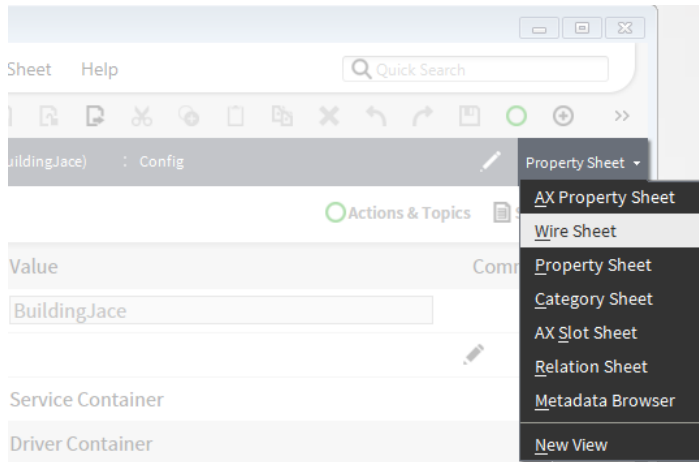 Sheet Help
Quick Search
uildingJace) : Config
Property Sheet
Actions & Topics
AX Property Sheet
Wire Sheet
Value
Property Sheet
BuildingJace
Category Sheet
AX Slot Sheet
Relation Sheet
Service Container
Metadata Browser
Driver Container
New View